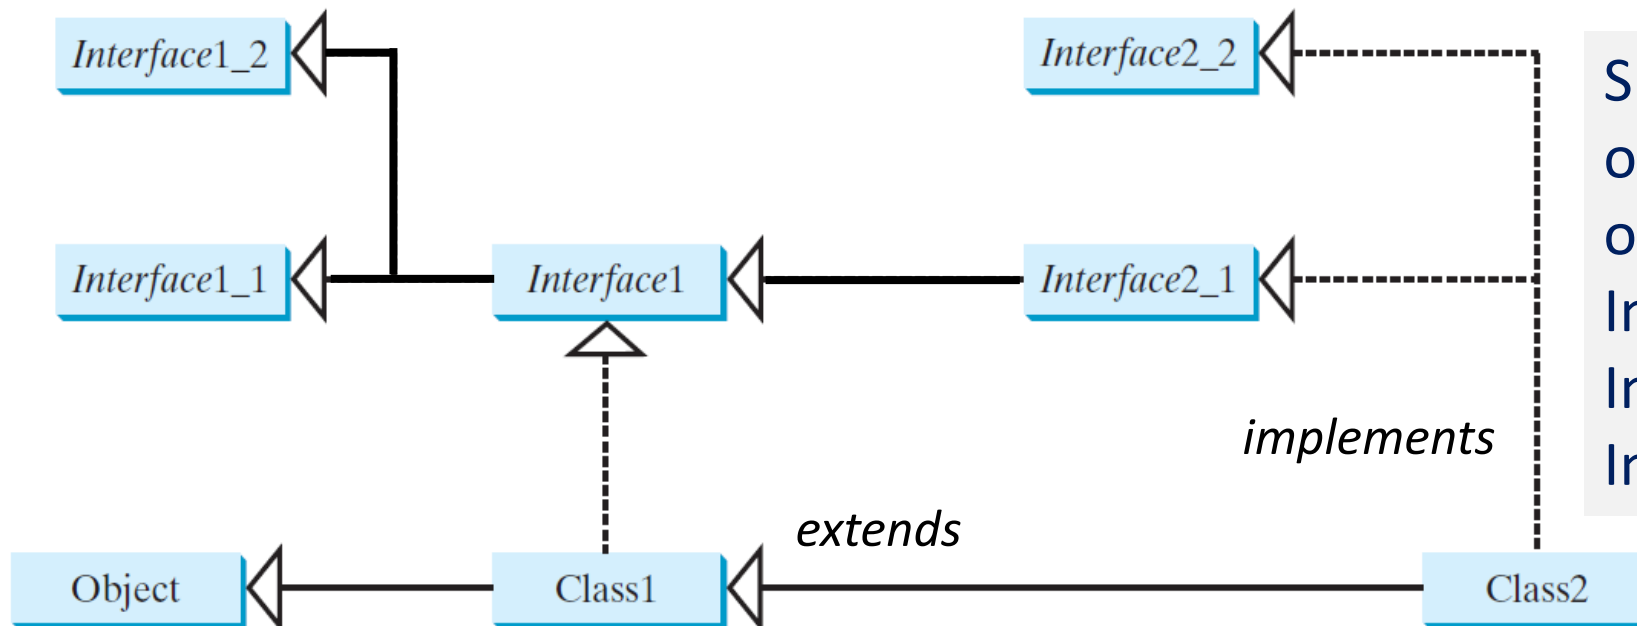 Interface1_2
Interface2_2
Interface1_1
Interface1
Interface2_1
implements
extends
Object
Class1
Class2